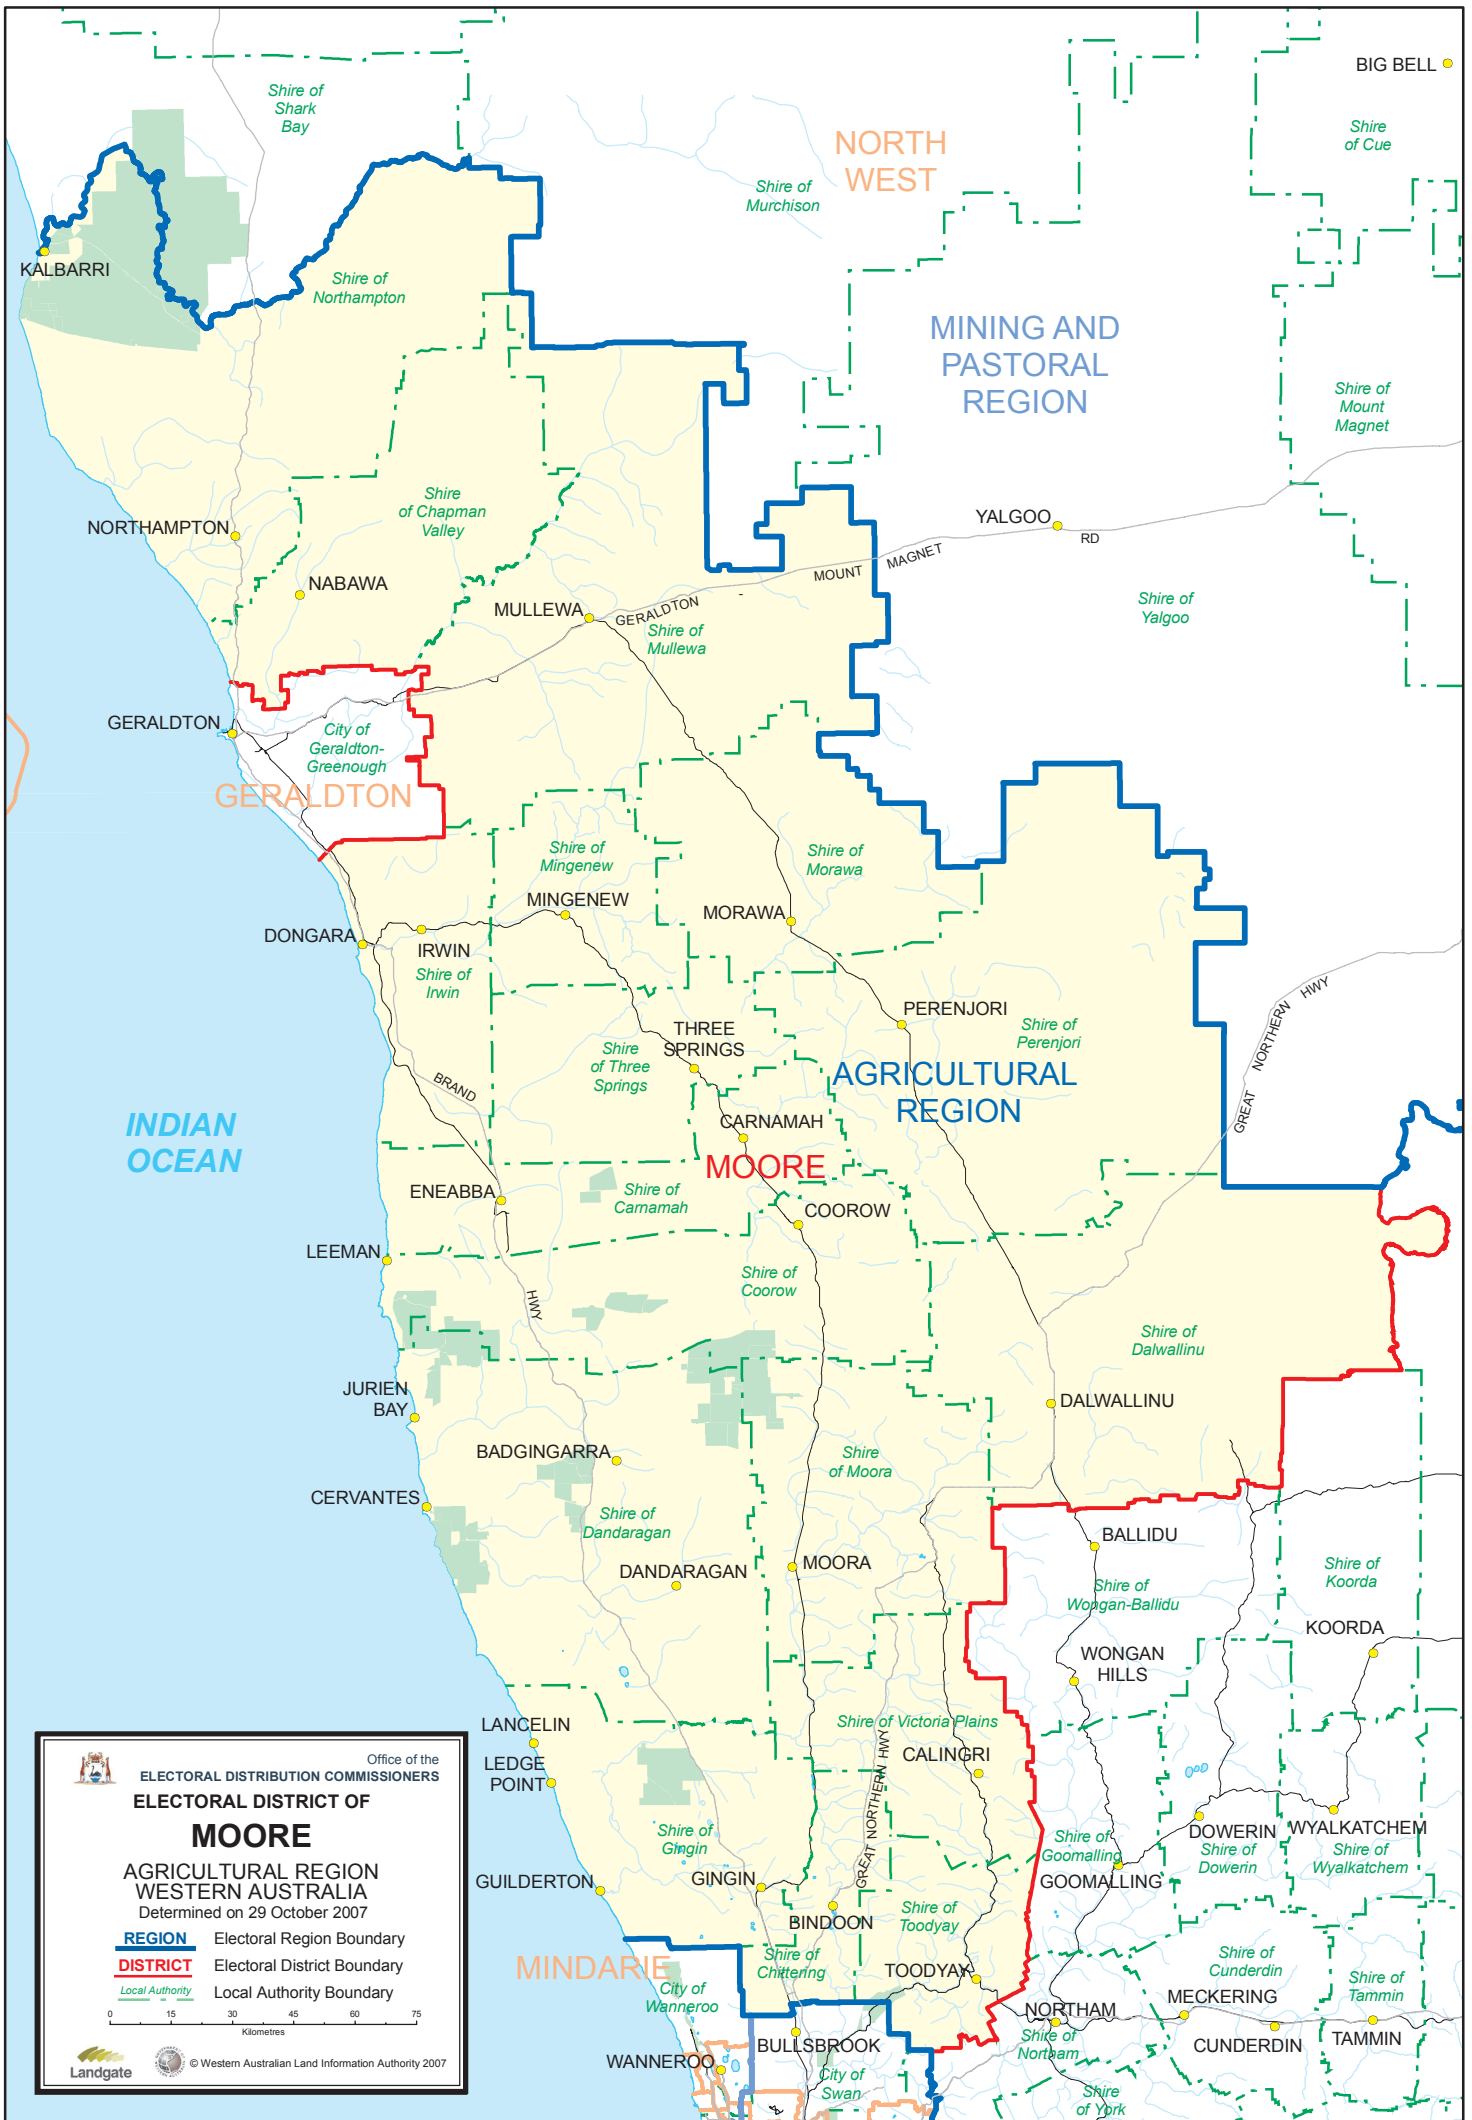 BIG BELL
Shire of
Shark
Bay
NORTH
WEST
Shire
of Cue
Shire of
Murchison
KALBARRI
Shire of
Northampton
MINING AND
PASTORAL
REGION
Shire of
Mount
Magnet
Shire
of Chapman
Valley
NORTHAMPTON
YALGOO
RD
MAGNET
MOUNT
NABAWA
MULLEWA
GERALDTON
Shire of
Mullewa
Shire of
Yalgoo
GERALDTON
City of
Geraldton-
Greenough
GERALDTON
Shire of
Mingenew
Shire of
Morawa
MINGENEW
MORAWA
DONGARA
IRWIN
Shire of
Irwin
GREAT NORTHERN HWY
PERENJORI
Shire of
Perenjori
THREE
SPRINGS
Shire
of Three
Springs
BRAND
AGRICULTURAL
REGION
INDIAN
OCEAN
CARNAMAH
MOORE
ENEABBA
Shire of
Carnamah
COOROW
LEEMAN
Shire of
Coorow
HWY
Shire of
Dalwallinu
JURIEN
BAY
DALWALLINU
BADGINGARRA
Shire
of Moora
CERVANTES
Shire of
Dandaragan
BALLIDU
DANDARAGAN
MOORA
Shire of
Koorda
Shire of
Wongan-Ballidu
KOORDA
WONGAN
HILLS
LANCELIN
Shire of Victoria Plains
CALINGRI
LEDGE
POINT
GREAT NORTHERN HWY
Shire of
Gingin
DOWERIN
WYALKATCHEM
Shire of
Goomalling
Shire of
Dowerin
Shire of
Wyalkatchem
GUILDERTON
GINGIN
GOOMALLING
BINDOON
Shire of
Toodyay
MINDARIE
Shire of
Chittering
TOODYAY
Shire of
Cunderdin
City of
Wanneroo
Shire of
Tammin
NORTHAM
MECKERING
BULLSBROOK
Shire of
Northam
CUNDERDIN
TAMMIN
WANNEROO
City of
Swan
Shire
of York
Office of the
ELECTORAL DISTRIBUTION COMMISSIONERS
ELECTORAL DISTRICT OF
MOORE
AGRICULTURAL REGION
WESTERN AUSTRALIA
Determined on 29 October 2007
REGION Electoral Region Boundary
DISTRICT Electoral District Boundary
Local Authority Local Authority Boundary
0 15 30 45 60 75
Kilometres
Landgate
© Western Australian Land Information Authority 2007